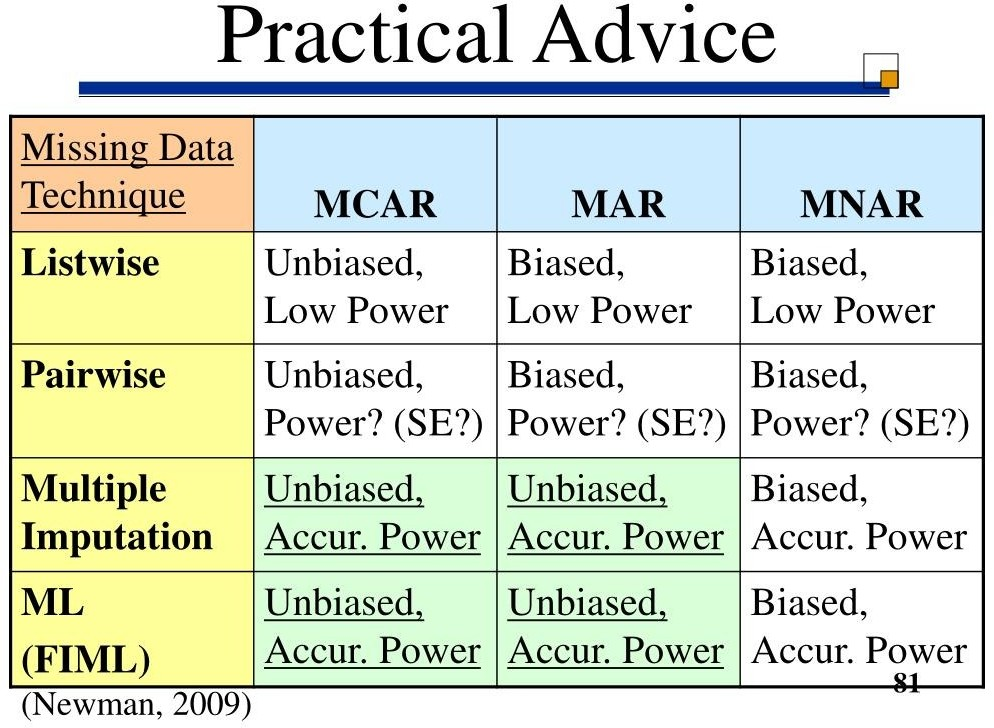 Practical Advice
Missing Data
Technique
MCAR
MAR
MNAR
Listwise
Unbiased,
Low Power
Biased,
Low Power
Biased,
Low Power
Pairwise
Unbiased,
Power? (SE?)
Biased,
Power? (SE?)
Biased,
Power? (SE?)
Multiple
Imputation
Unbiased,
Accur. Power
Unbiased,
Accur. Power
Biased,
Accur. Power
ML
(FIML)
Unbiased,
Accur. Power
Unbiased,
Accur. Power
Biased,
Accur. Power
81
(Newman, 2009)